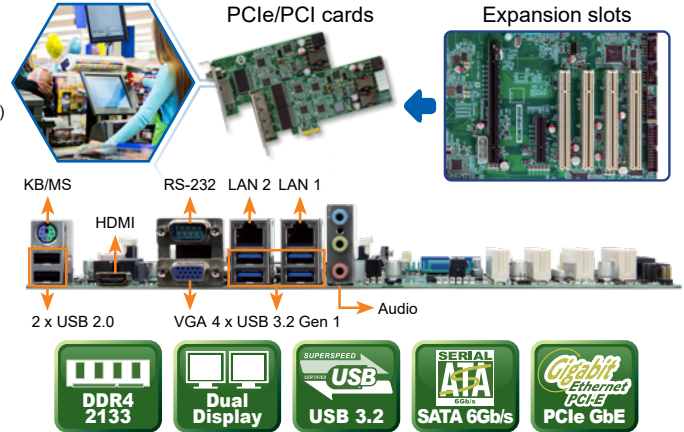 PCIe/PCI cards
Expansion slots
)
KB/MS
RS-232
LAN 2
LAN 1
HDMI
2 x USB 2.0
VGA
4 x USB 3.2 Gen 1
Audio
DDR4
2133
Dual
Display
SUPERSPEED
CERTIFIED
USB
USB 3.2
SERIAL
ATA
6Gb/s
SATA 6Gb/s
Gigabit
Ethernet
PCI-E
PCIe GbE